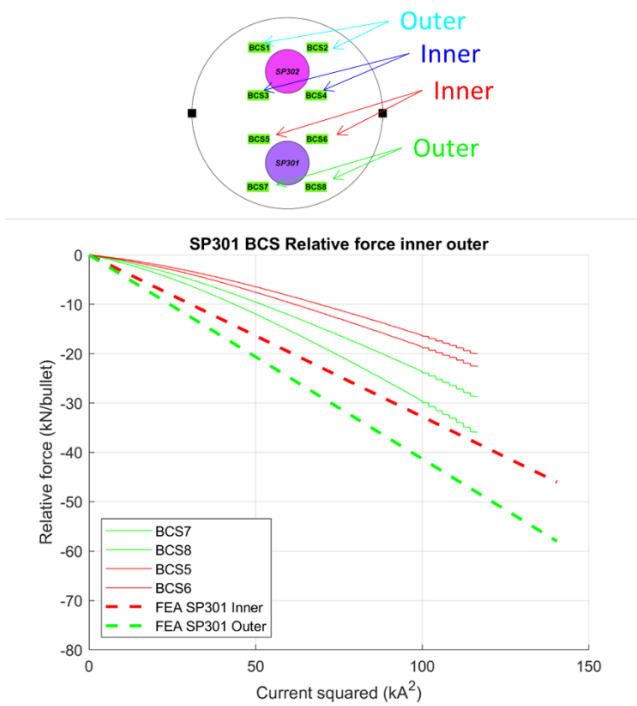 Outer
BCS1
BCS2
Inner
SP302
BCS3
BCS4
Inner
BCS5
BCS6
Outer
SP301
BCS7
BCS8
SP301 BCS Relative force inner outer
0
-10
-20
-30
-40
-50
-60
-70
-80
Relative force (kN/bullet)
BCS7
BCS8
BCS5
BCS6
FEA SP301 Inner
FEA SP301 Outer
0
50
100
150
Current squared (kA²)